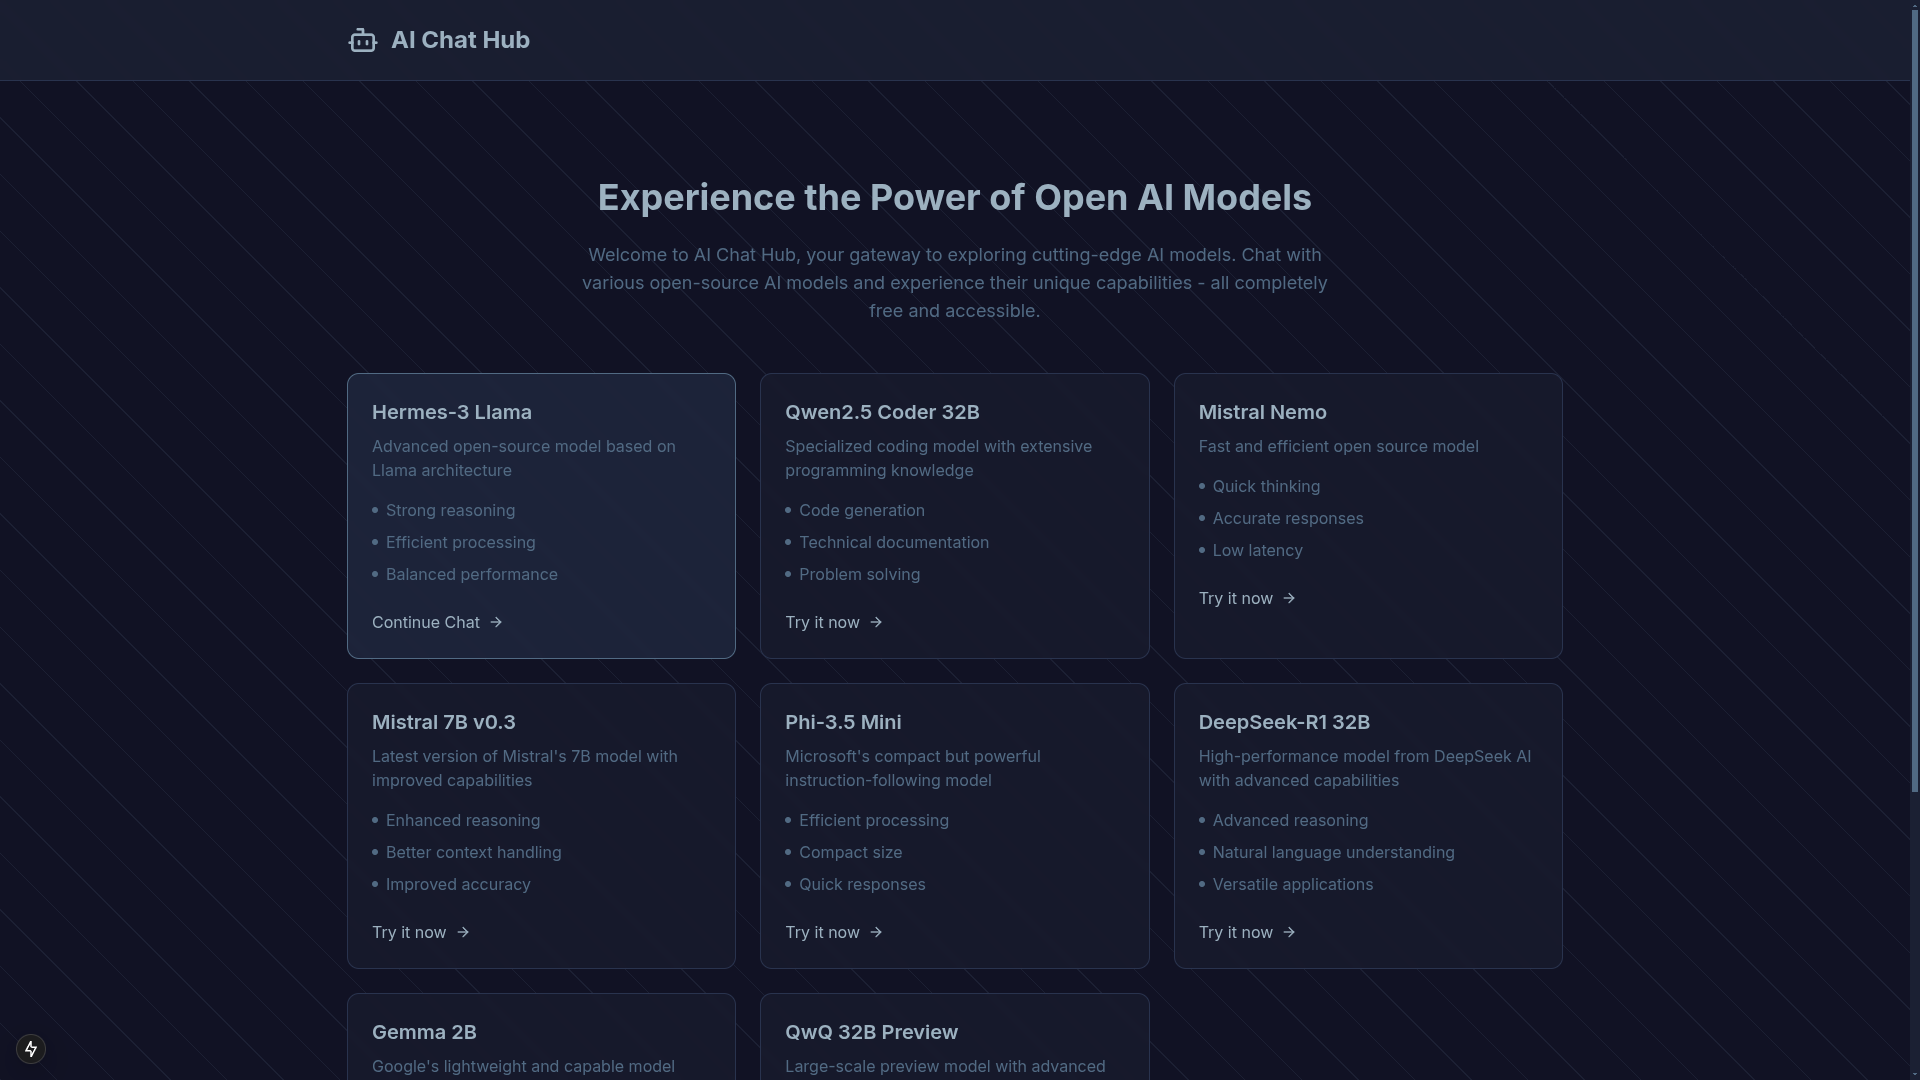 AI Chat Hub
Experience the Power of Open AI Models
Welcome to AI Chat Hub, your gateway to exploring cutting-edge AI models. Chat with
various open-source AI models and experience their unique capabilities - all completely
free and accessible.
Hermes-3 Llama
Advanced open-source model based on
Llama architecture
Strong reasoning
Efficient processing
Balanced performance
Continue Chat
Qwen2.5 Coder 32B
Specialized coding model with extensive
programming knowledge
Code generation
Technical documentation
Problem solving
Try it now
Mistral Nemo
Fast and efficient open source model
Quick thinking
Accurate responses
Low latency
Try it now
Mistral 7B v0.3
Latest version of Mistral's 7B model with
improved capabilities
Enhanced reasoning
Better context handling
Improved accuracy
Try it now
Phi-3.5 Mini
Microsoft's compact but powerful
instruction-following model
Efficient processing
Compact size
Quick responses
Try it now
DeepSeek-R1 32B
High-performance model from DeepSeek AI
with advanced capabilities
Advanced reasoning
Natural language understanding
Versatile applications
Try it now
Gemma 2B
Google's lightweight and capable model
QwQ 32B Preview
Large-scale preview model with advanced